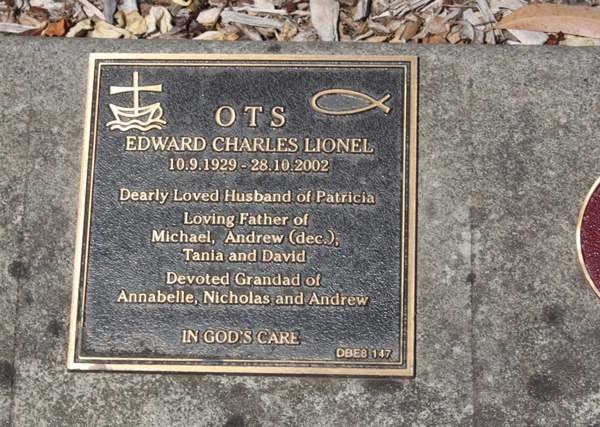 OTS
EDWARD CHARLES LIONEL
10.9.1929 - 28.10.2002
Dearly Loved Husband of Patricia
Loving Father of
Michael, Andrew (dec.),
Tania and David
Devoted Grandad of
Annabelle, Nicholas and Andrew
IN GOD'S CARE
DBE8 147